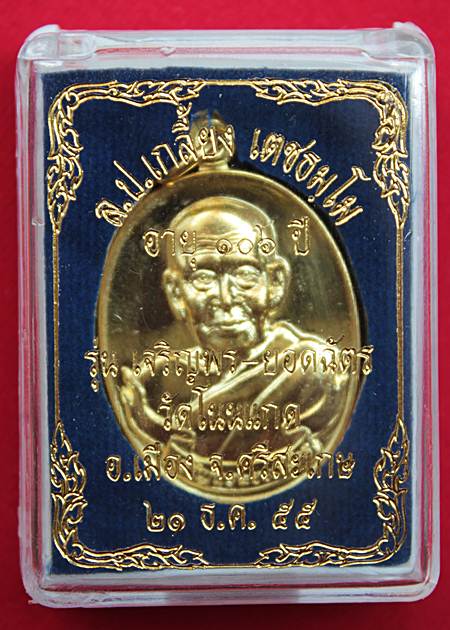 ล.ป.เกลี้ยง เตชธมฺโม
อายุ ๑๐๖ ปี
รุ่น เจริญพร-ยอดฉัตร
วัดโนนแกด
อ.เมือง จ.ศรีสะเกษ
๒๑ ธ.ค. ๕๕